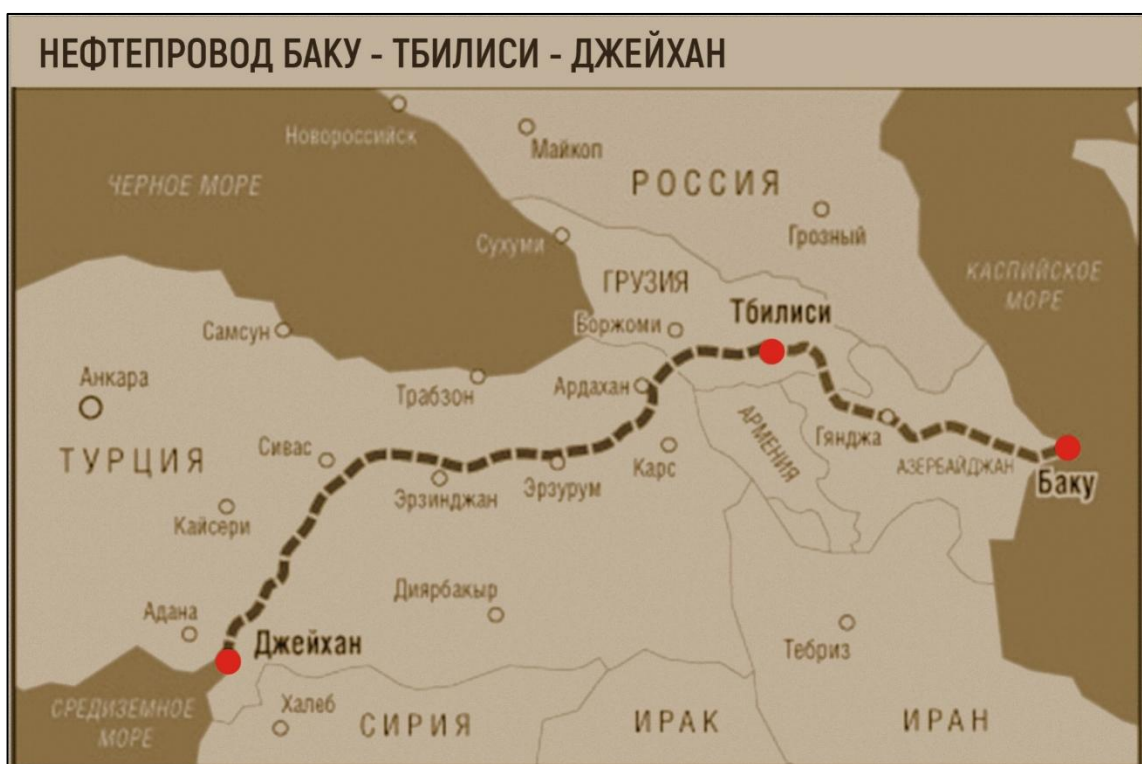 НЕФТЕПРОВОД БАКУ - ТБИЛИСИ - ДЖЕЙХАН
Новороссийск
Майкоп
ЧЕРНОЕ МОРЕ
РОССИЯ
Грозный
Сухуми
ГРУЗИЯ
КАСПИЙСКОЕ
МОРЕ
Тбилиси
Боржоми
Самсун
Анкара
Трабзон
Ардахан
АРМЕНИЯ
Гянджа
ТУРЦИЯ
Сивас
Карс
АЗЕРБАЙДЖАН
Баку
Эрзинджан
Эрзурум
Кайсери
Диярбакыр
Адана
Джейхан
Тебриз
СРЕДИЗЕМНОЕ
МОРЕ
Халеб
СИРИЯ
ИРАК
ИРАН